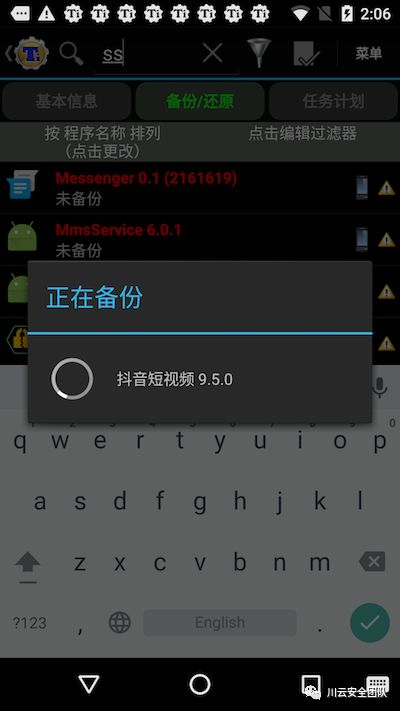 2:06
ss
菜单
基本信息
备份/还原
任务计划
按 程序名称 排列
(点击更改)
点击编辑过滤器
Messenger 0.1 (2161619)
未备份
MmsService 6.0.1
未备份
正在备份
抖音短视频 9.5.0
q w e r t y u i o p
a s d f g h j k l
z x c v b n m
?123 , English .
川云安全团队